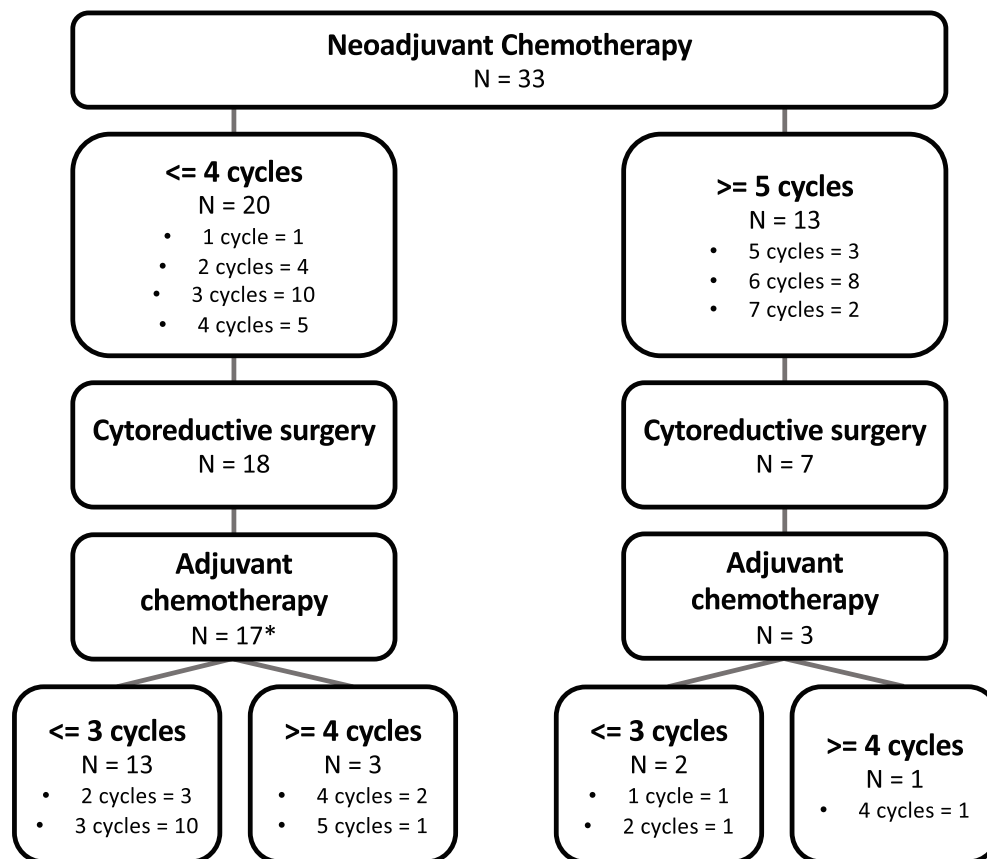 Neoadjuvant Chemotherapy
N = 33
<= 4 cycles
N = 20
• 1 cycle = 1
• 2 cycles = 4
• 3 cycles = 10
• 4 cycles = 5
>= 5 cycles
N = 13
• 5 cycles = 3
• 6 cycles = 8
• 7 cycles = 2
Cytoreductive surgery
N = 18
Cytoreductive surgery
N = 7
Adjuvant
chemotherapy
N = 17*
Adjuvant
chemotherapy
N = 3
<= 3 cycles
N = 13
• 2 cycles = 3
• 3 cycles = 10
>= 4 cycles
N = 3
• 4 cycles = 2
• 5 cycles = 1
<= 3 cycles
N = 2
• 1 cycle = 1
• 2 cycles = 1
>= 4 cycles
N = 1
• 4 cycles = 1